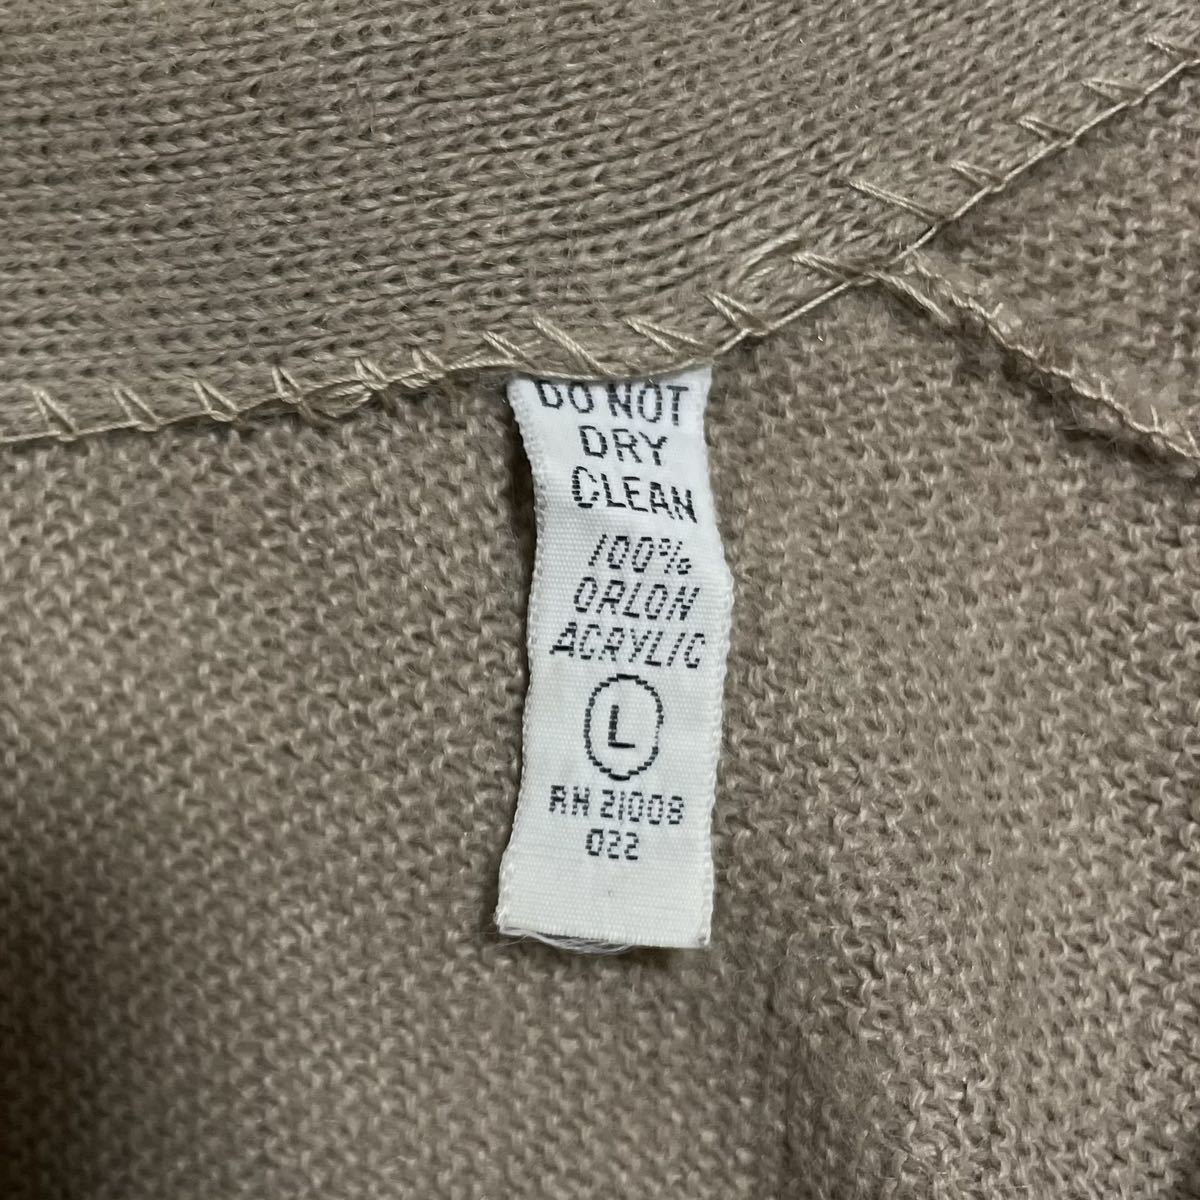 DO NOT
DRY
CLEAN
100%
ORLON
ACRYLIC
L
RN 21008
022